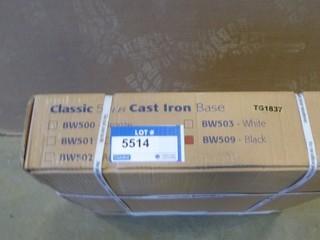 Classic Cast Iron Base
TG1837
BW500
BW503 - White
BW501
BW509 - Black
BW502
LOT #
5514